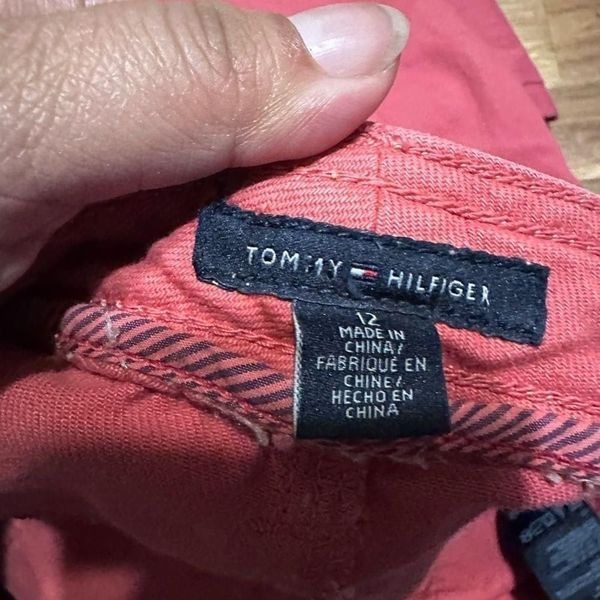 TOMMY HILFIGER
12
MADE IN
CHINA/
FABRIQUÉ EN
CHINE/
HECHO EN
CHINA